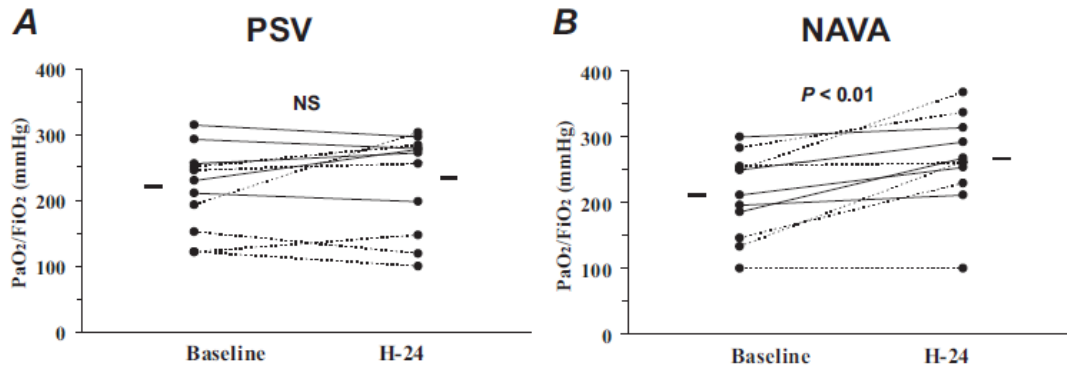 A
PSV
PaO₂/FiO₂ (mmHg)
400
300
200
100
0
NS
Baseline
H-24
B
NAVA
PaO₂/FiO₂ (mmHg)
400
300
200
100
0
P < 0.01
Baseline
H-24